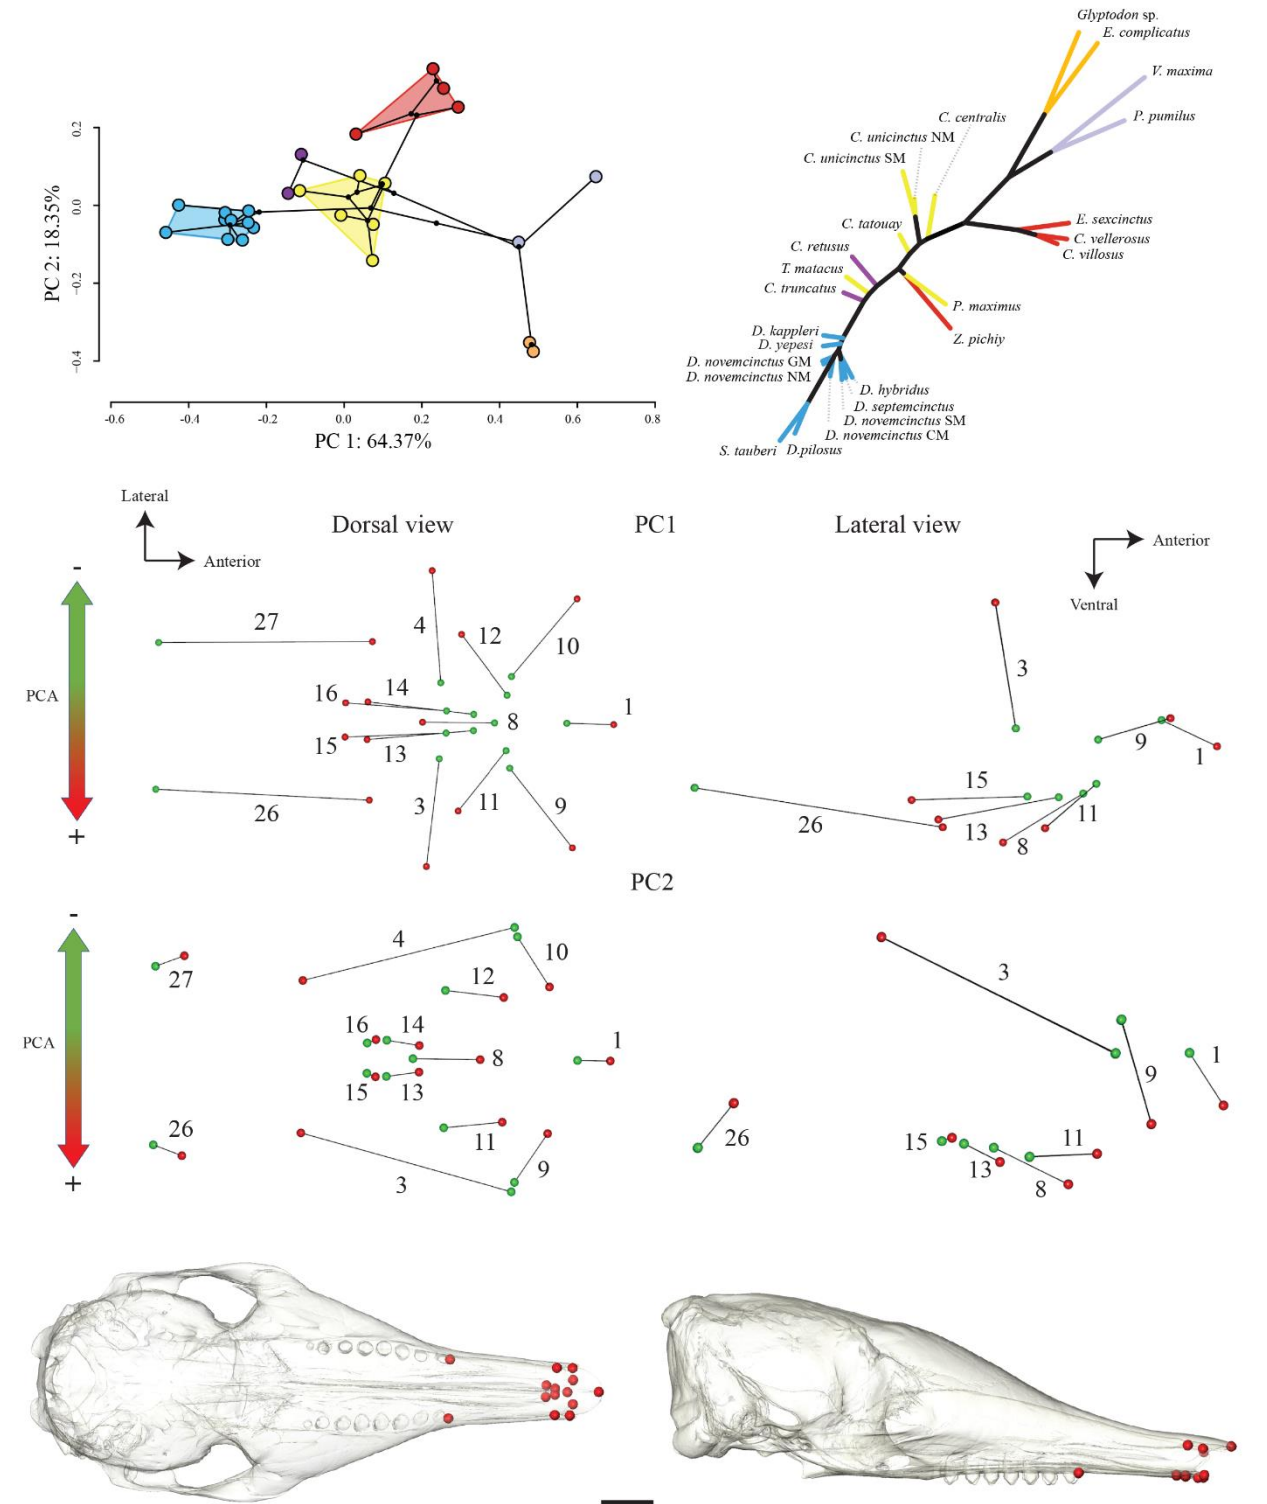 Glyptodon sp.
E. complicatus
V. maxima
P. pumilus
C. centralis
C. unicinctus NM
C. unicinctus SM
C. tatouay
C. retusus
T. matacus
C. truncatus
E. sexcinctus
C. vellerosus
C. villosus
P. maximus
Z. pichiy
D. kappleri
D. yepesi
D. novemcinctus GM
D. novemcinctus NM
D. hybridus
D. septemcinctus
D. novemcinctus SM
D. novemcinctus CM
S. tauberi D.pilosus
PC 2: 18.35%
0.2
0.0
-0.2
-0.4
-0.6 -0.4 -0.2 0.0 0.2 0.4 0.6 0.8
PC 1: 64.37%
Lateral
Anterior
Dorsal view
PC1
Lateral view
Anterior
Ventral
-
PCA
+
27
4
12
10
16
14
8
1
15
13
26
3
11
9
3
9
1
15
26
13
8
11
PC2
-
PCA
+
27
4
10
12
16
14
8
1
15
13
26
11
3
9
3
9
1
26
15
13
11
8